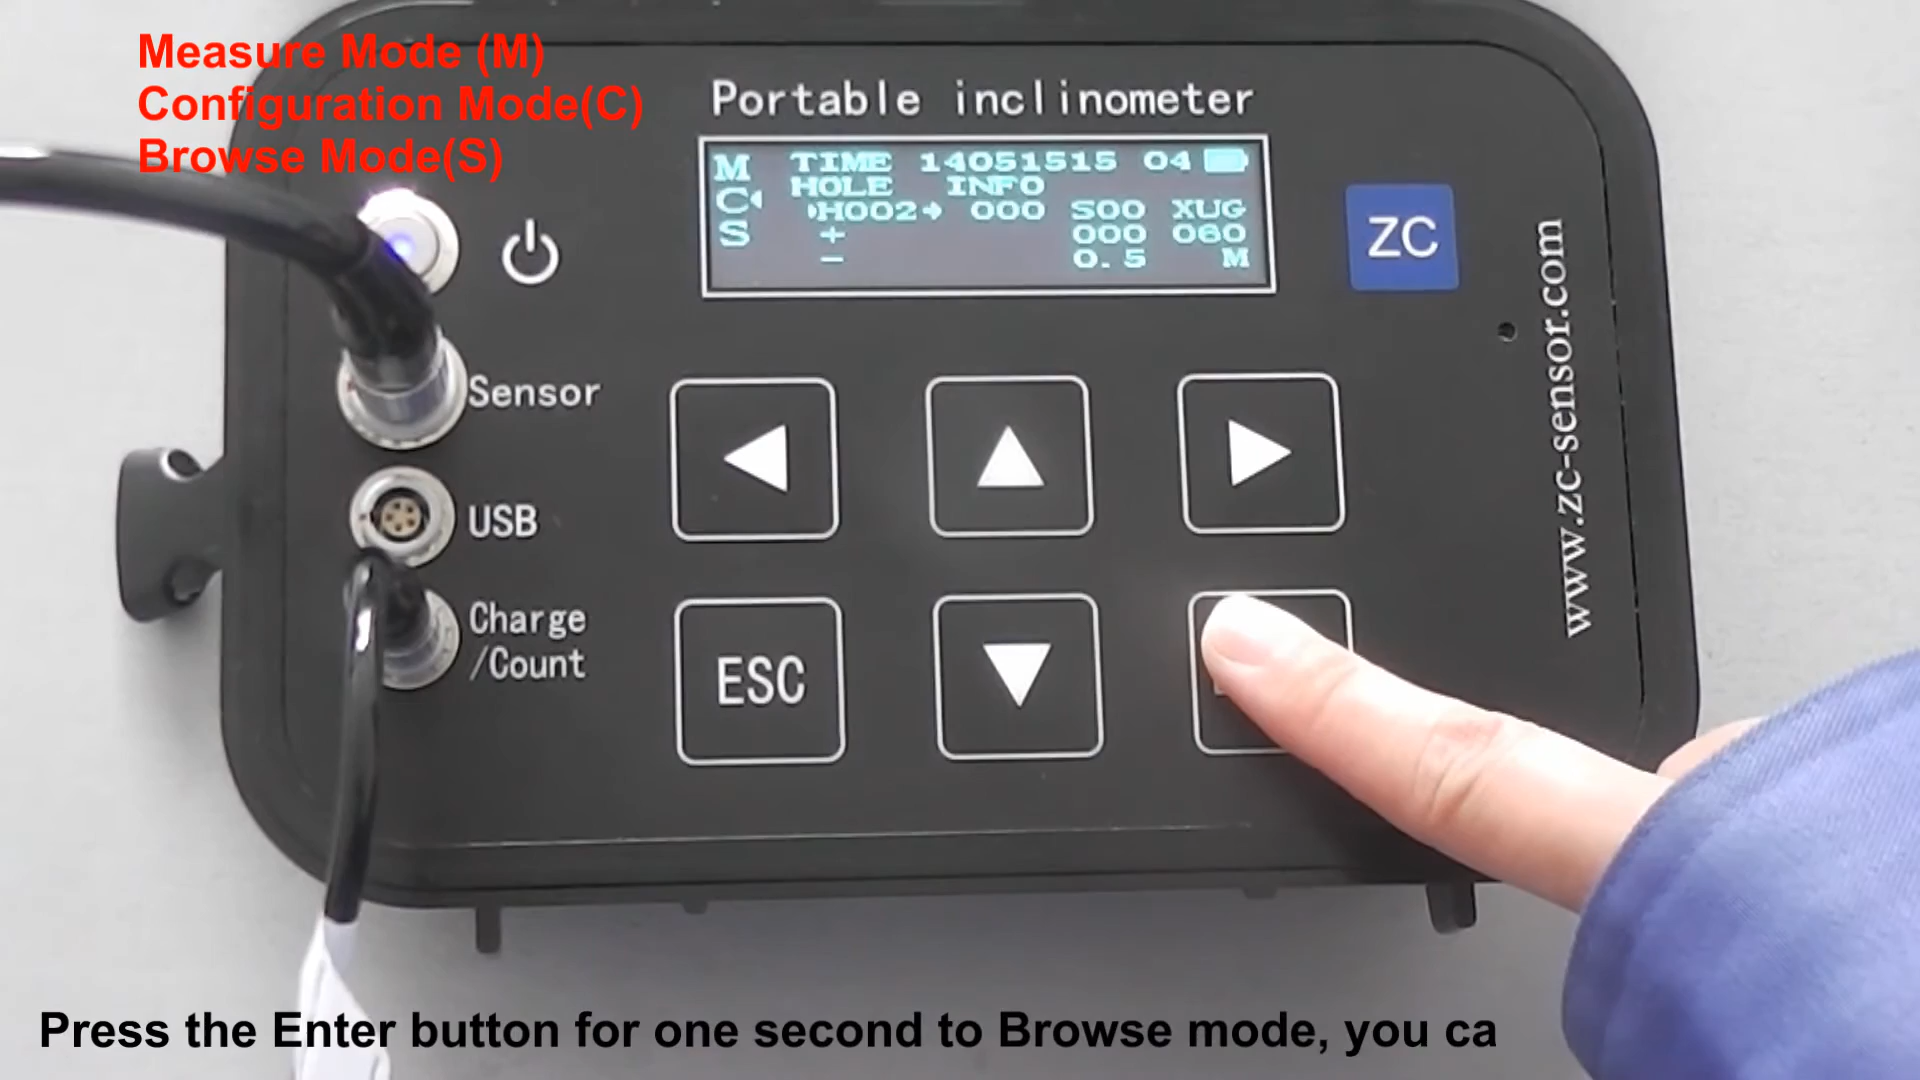 Measure Mode (M)
Configuration Mode(C)
Browse Mode(S)
Portable inclinometer
M TIME 14051515 04
HOLE INFO
C H002 000 S00 XUG
S + 000 060
- 0.5 M
ZC
www.zc-sensor.com
Sensor
USB
Charge
/Count
ESC
Press the Enter button for one second to Browse mode, you ca